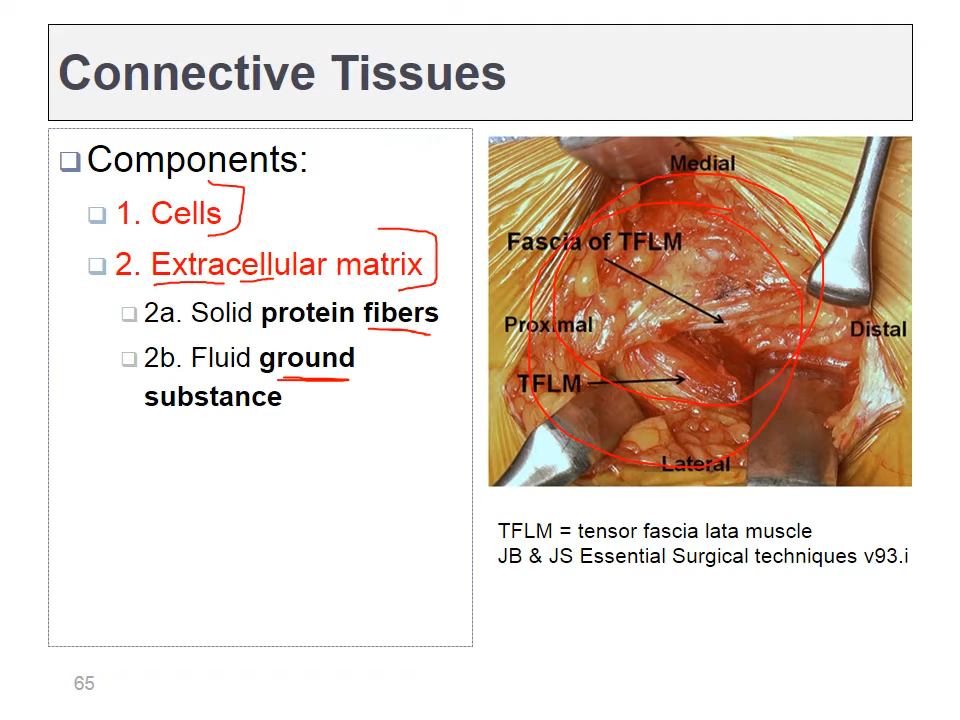 Connective Tissues
Components:
1. Cells
2. Extracellular matrix
2a. Solid protein fibers
2b. Fluid ground
substance
Medial
Fascia of TFLM
Proximal
Distal
TFLM
Lateral
TFLM = tensor fascia lata muscle
JB & JS Essential Surgical techniques v93.i
65